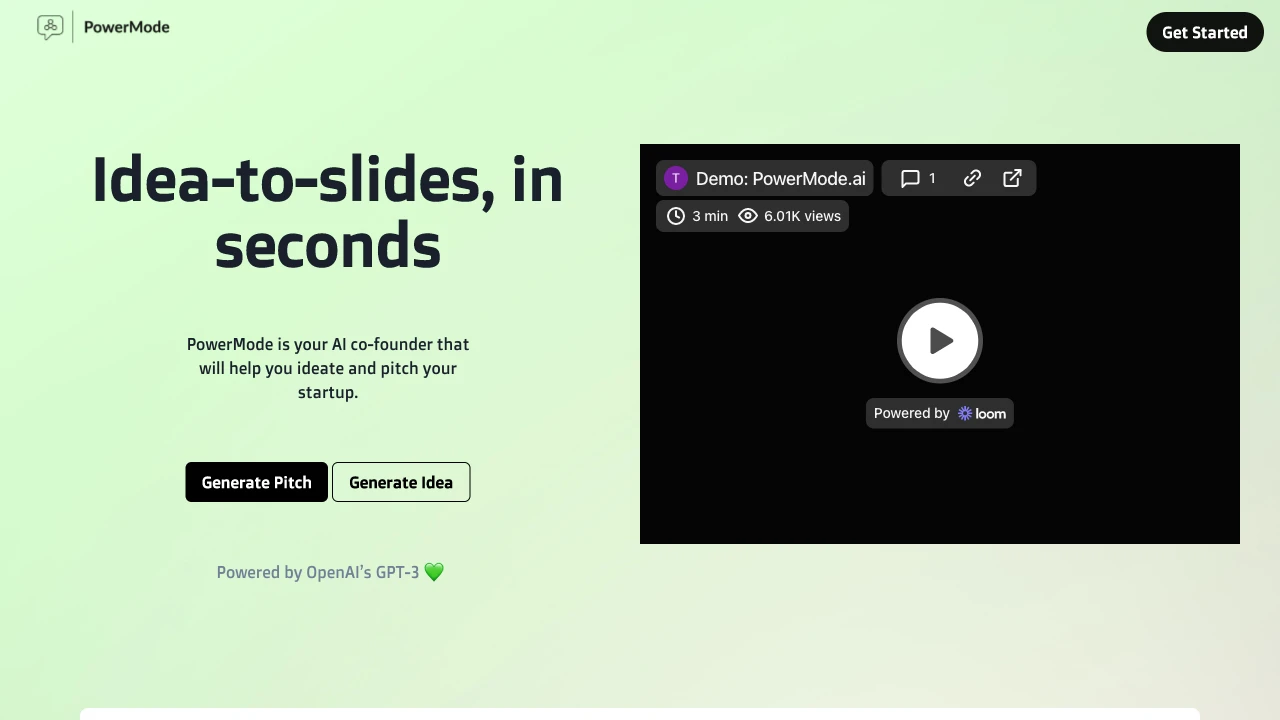 PowerMode
Get Started
Idea-to-slides, in
seconds
PowerMode is your AI co-founder that
will help you ideate and pitch your
startup.
Generate Pitch
Generate Idea
Powered by OpenAI's GPT-3
T
Demo: PowerMode.ai
1
3 min
6.01K views
Powered by loom